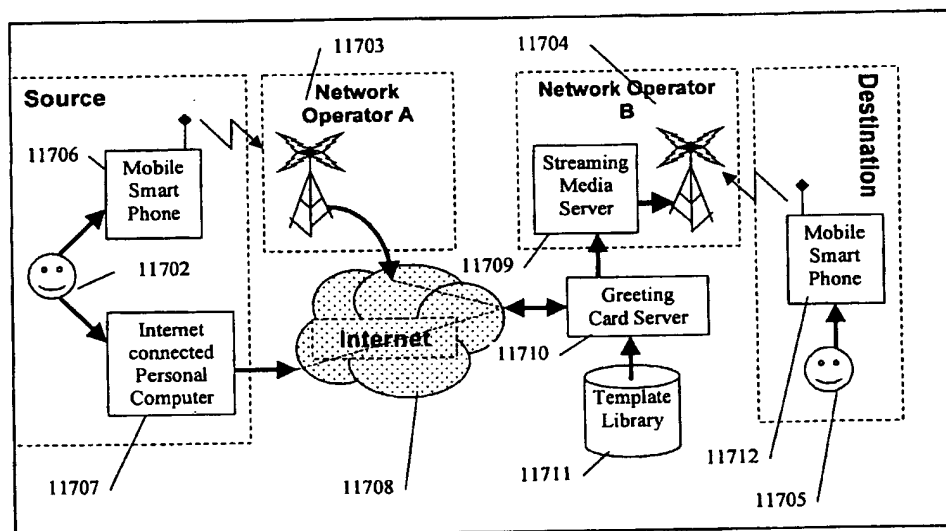 11703
11704
Source
Network
Operator A
Network Operator
B
Destination
11706
Mobile
Smart
Phone
Streaming
Media
Server
11702
11709
Mobile
Smart
Phone
Internet
connected
Personal
Computer
Internet
Greeting
Card Server
11710
Template
Library
11707
11708
11711
11712
11705